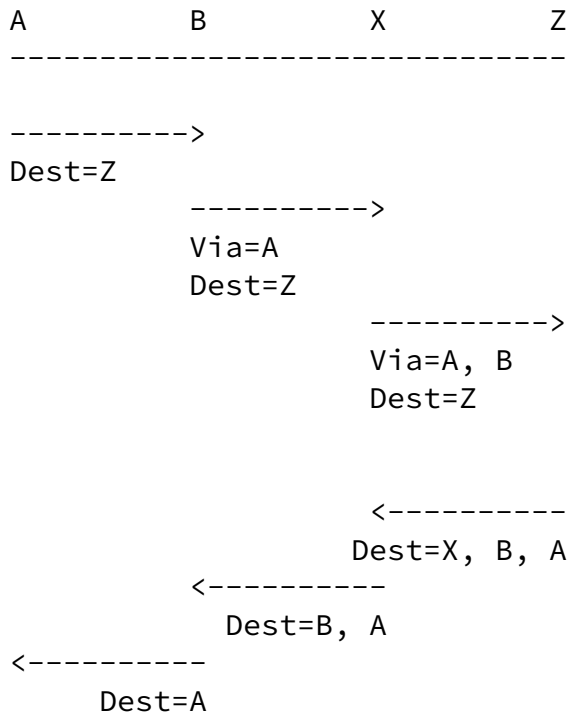 A B X Z
-------------------------------
---------->
Dest=Z
---------->
Via=A
Dest=Z
---------->
Via=A, B
Dest=Z
<----------
Dest=X, B, A
<----------
Dest=B, A
<----------
Dest=A